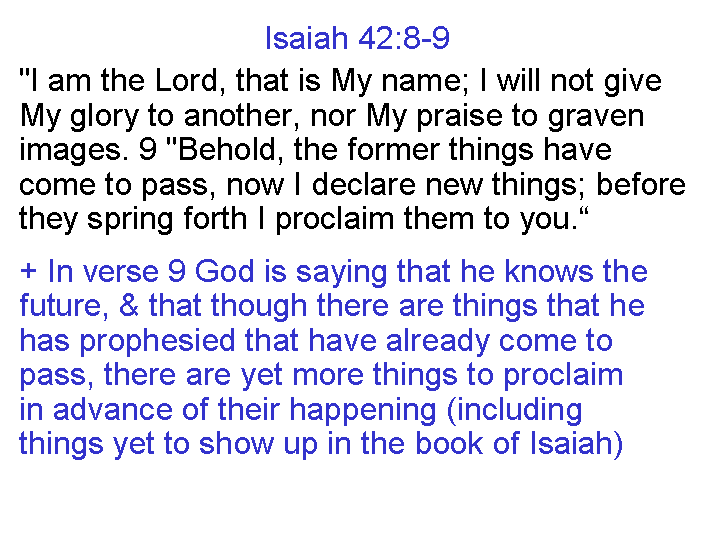 Isaiah 42:8-9
"I am the Lord, that is My name; I will not give
My glory to another, nor My praise to graven
images. 9 "Behold, the former things have
come to pass, now I declare new things; before
they spring forth I proclaim them to you.“
+ In verse 9 God is saying that he knows the
future, & that though there are things that he
has prophesied that have already come to
pass, there are yet more things to proclaim
in advance of their happening (including
things yet to show up in the book of Isaiah)